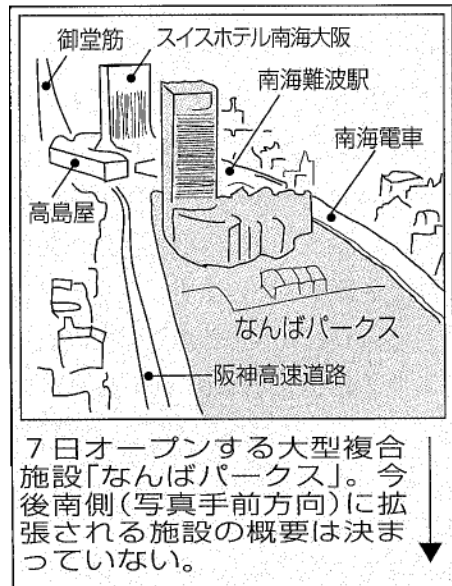 御堂筋
スイスホテル南海大阪
南海難波駅
南海電車
高島屋
なんばパークス
阪神高速道路
7日オープンする大型複合
施設「なんばパークス」。今
後南側(写真手前方向)に拡
張される施設の概要は決ま
っていない。